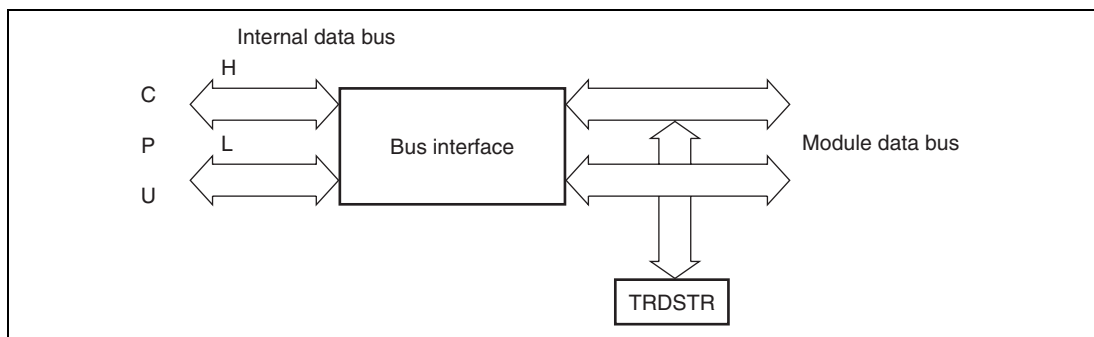 Internal data bus
H
C
P
U
L
Bus interface
Module data bus
TRDSTR